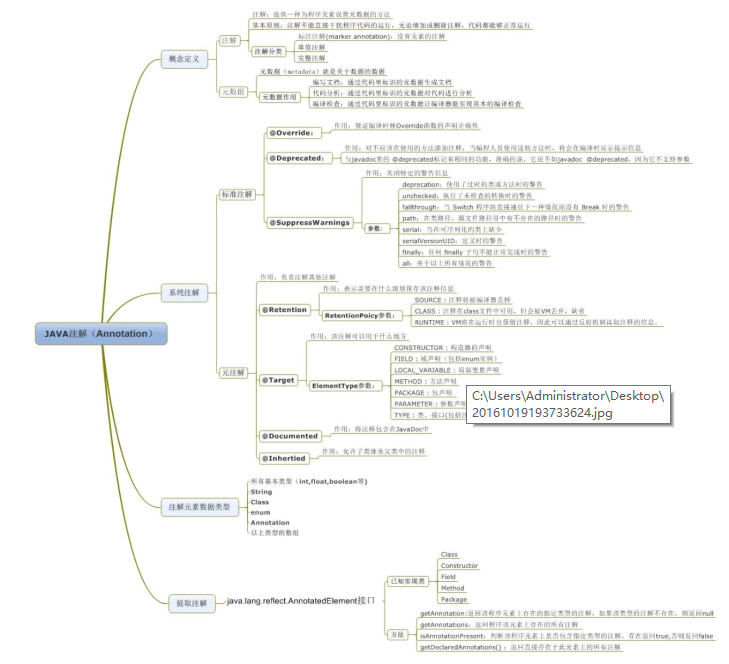 JAVA注解（Annotation）
概念定义
注解
注解：提供一种为程序元素设置元数据的方法
基本原则：注解不能直接干扰程序代码的运行，无论增加或删除注解，代码都能够正常运行
注解分类
标注注解(marker annotation)：没有元素的注解
单值注解
完整注解
元数据
元数据（metadata）就是关于数据的数据
元数据作用
编写文档：通过代码里标识的元数据生成文档
代码分析：通过代码里标识的元数据对代码进行分析
编译检查：通过代码里标识的元数据让编译器能实现基本的编译检查
系统注解
标准注解
@Override：
作用：保证编译时候Override函数的声明正确性
@Deprecated：
作用：对不应该在使用的方法添加注释，当编程人员使用这些方法时，将会在编译时显示提示信息
与javadoc里的 @deprecated标记有相同的功能，准确的说，它还不如javadoc @deprecated，因为它不支持参数
@SuppressWarnings
作用：关闭特定的警告信息
参数：
deprecation：使用了过时的类或方法时的警告
unchecked：执行了未检查的转换时的警告
fallthrough：当 Switch 程序块直接通往下一种情况而没有 Break 时的警告
path：在类路径、源文件路径等中有不存在的路径时的警告
serial：当在可序列化的类上缺少
serialVersionUID：定义时的警告
finally：任何 finally 子句不能正常完成时的警告
all：关于以上所有情况的警告
元注解
作用：负责注解其他注解
@Retention
作用：表示需要在什么级别保存该注释信息
RetentionPoicy参数：
SOURCE：注释将被编译器丢掉
CLASS：注释在class文件中可用，但会被VM丢弃，缺省
RUNTIME：VM将在运行时也保留注释，因此可以通过反射机制读取注释的信息。
@Target
作用：该注解可以用于什么地方
ElementType参数：
CONSTRUCTOR：构造器的声明
FIELD：域声明（包括enum实例）
LOCAL_VARIABLE：局部变量声明
METHOD：方法声明
PACKAGE：包声明
PARAMETER：参数声明
TYPE：类、接口(包括
C:\Users\Administrator\Desktop\
20161019193733624.jpg
@Documented
作用：将注释包含在JavaDoc中
@Inhertied
作用：允许子类继承父类中的注释
注解元素数据类型
所有基本类型（int,float,boolean等)
String
Class
enum
Annotation
以上类型的数组
提取注解
java.lang.reflect.AnnotatedElement接口
已知实现类
Class
Constructor
Field
Method
Package
方法
getAnnotation:返回该程序元素上存在的指定类型的注解，如果该类型的注解不存在，则返回null
getAnnotations：返回程序该元素上存在的所有注解
isAnnotationPresent：判断该程序元素上是否包含指定类型的注解，存在返回true,否则返回false
getDeclaredAnnotations()：返回直接存在于此元素上的所有注解